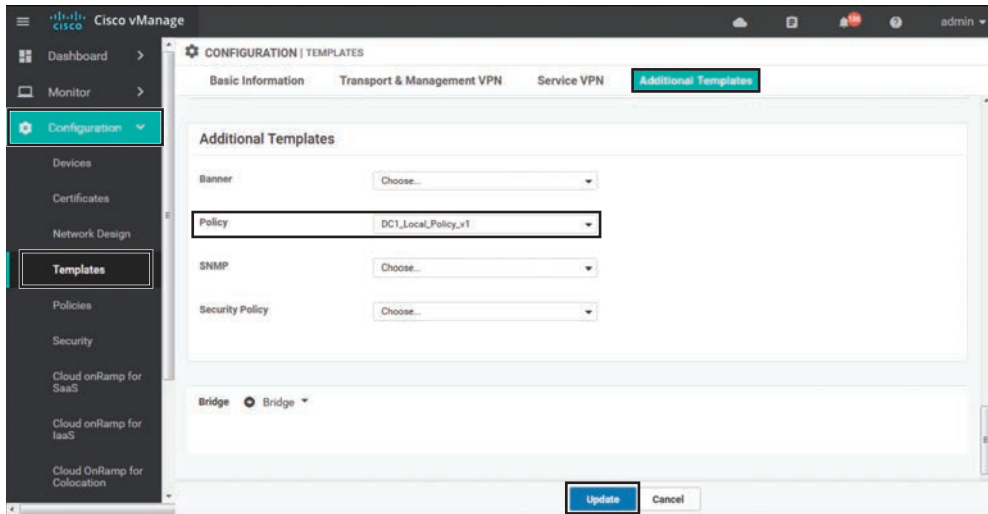 cisco Cisco vManage
admin
Dashboard
Monitor
Configuration
Devices
Certificates
Network Design
Templates
Policies
Security
Cloud onRamp for
SaaS
Cloud onRamp for
IaaS
Cloud OnRamp for
Colocation
CONFIGURATION | TEMPLATES
Basic Information Transport & Management VPN Service VPN Additional Templates
Additional Templates
Banner Choose...
Policy DC1_Local_Policy_v1
SNMP Choose...
Security Policy Choose...
Bridge Bridge
Update Cancel